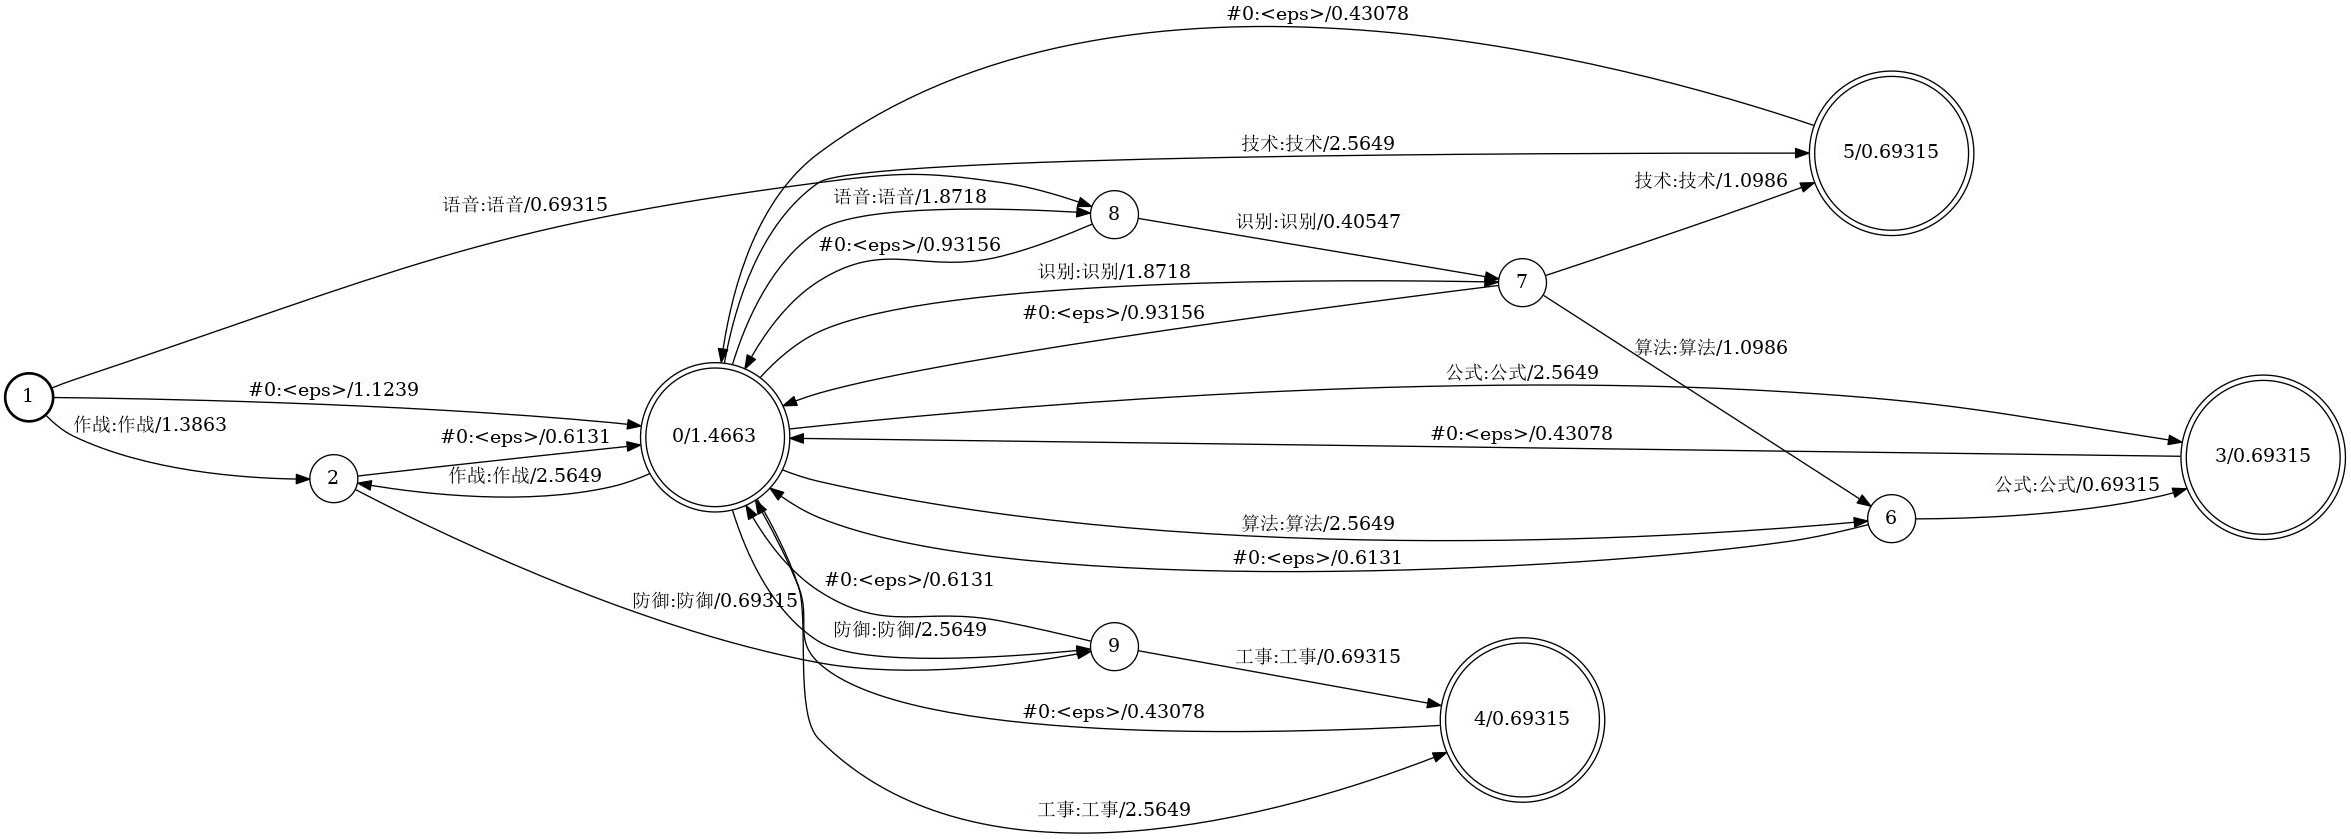 #0:<eps>/0.43078
技术:技术/2.5649
5/0.69315
技术:技术/1.0986
语音:语音/0.69315
语音:语音/1.8718
8
识别:识别/0.40547
#0:<eps>/0.93156
识别:识别/1.8718
7
#0:<eps>/0.93156
算法:算法/1.0986
公式:公式/2.5649
1
#0:<eps>/1.1239
作战:作战/1.3863
#0:<eps>/0.6131
0/1.4663
#0:<eps>/0.43078
3/0.69315
2
作战:作战/2.5649
公式:公式/0.69315
算法:算法/2.5649
6
#0:<eps>/0.6131
#0:<eps>/0.6131
防御:防御/0.69315
防御:防御/2.5649
9
工事:工事/0.69315
#0:<eps>/0.43078
4/0.69315
工事:工事/2.5649